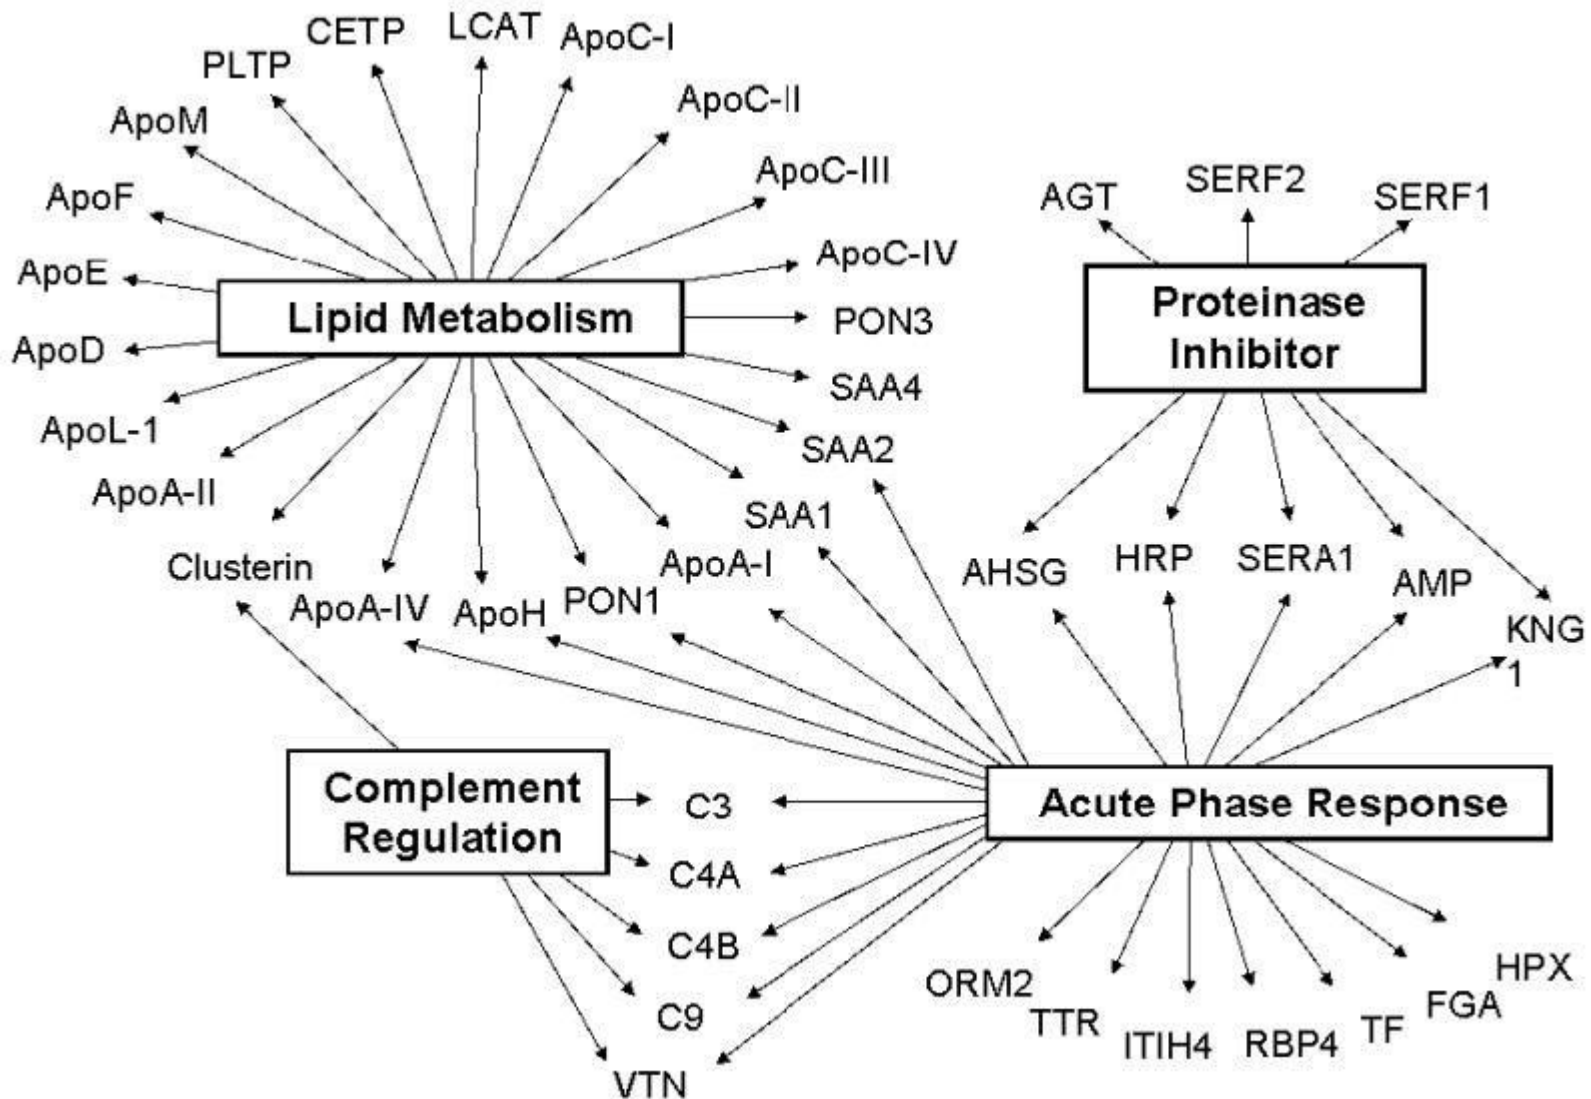 CETP
LCAT
ApoC-I
PLTP
ApoC-II
ApoM
ApoC-III
ApoF
AGT
SERF2
SERF1
ApoE
ApoC-IV
Lipid Metabolism
PON3
Proteinase
Inhibitor
ApoD
SAA4
ApoL-1
SAA2
ApoA-II
SAA1
Clusterin
ApoA-IV
ApoH
PON1
ApoA-I
AHSG
HRP
SERA1
AMP
KNG
1
Complement
Regulation
C3
Acute Phase Response
C4A
C4B
C9
VTN
ORM2
TTR
ITIH4
RBP4
TF
FGA
HPX